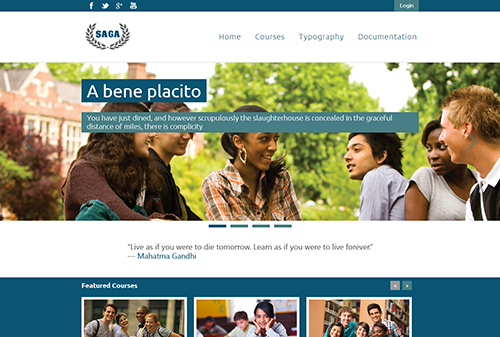 Login
SAGA
Home Courses Typography Documentation
A bene placito
You have just dined, and however scrupulously the slaughterhouse is concealed in the graceful
distance of miles, there is complicity
"Live as if you were to die tomorrow. Learn as if you were to live forever."
— Mahatma Gandhi
Featured Courses